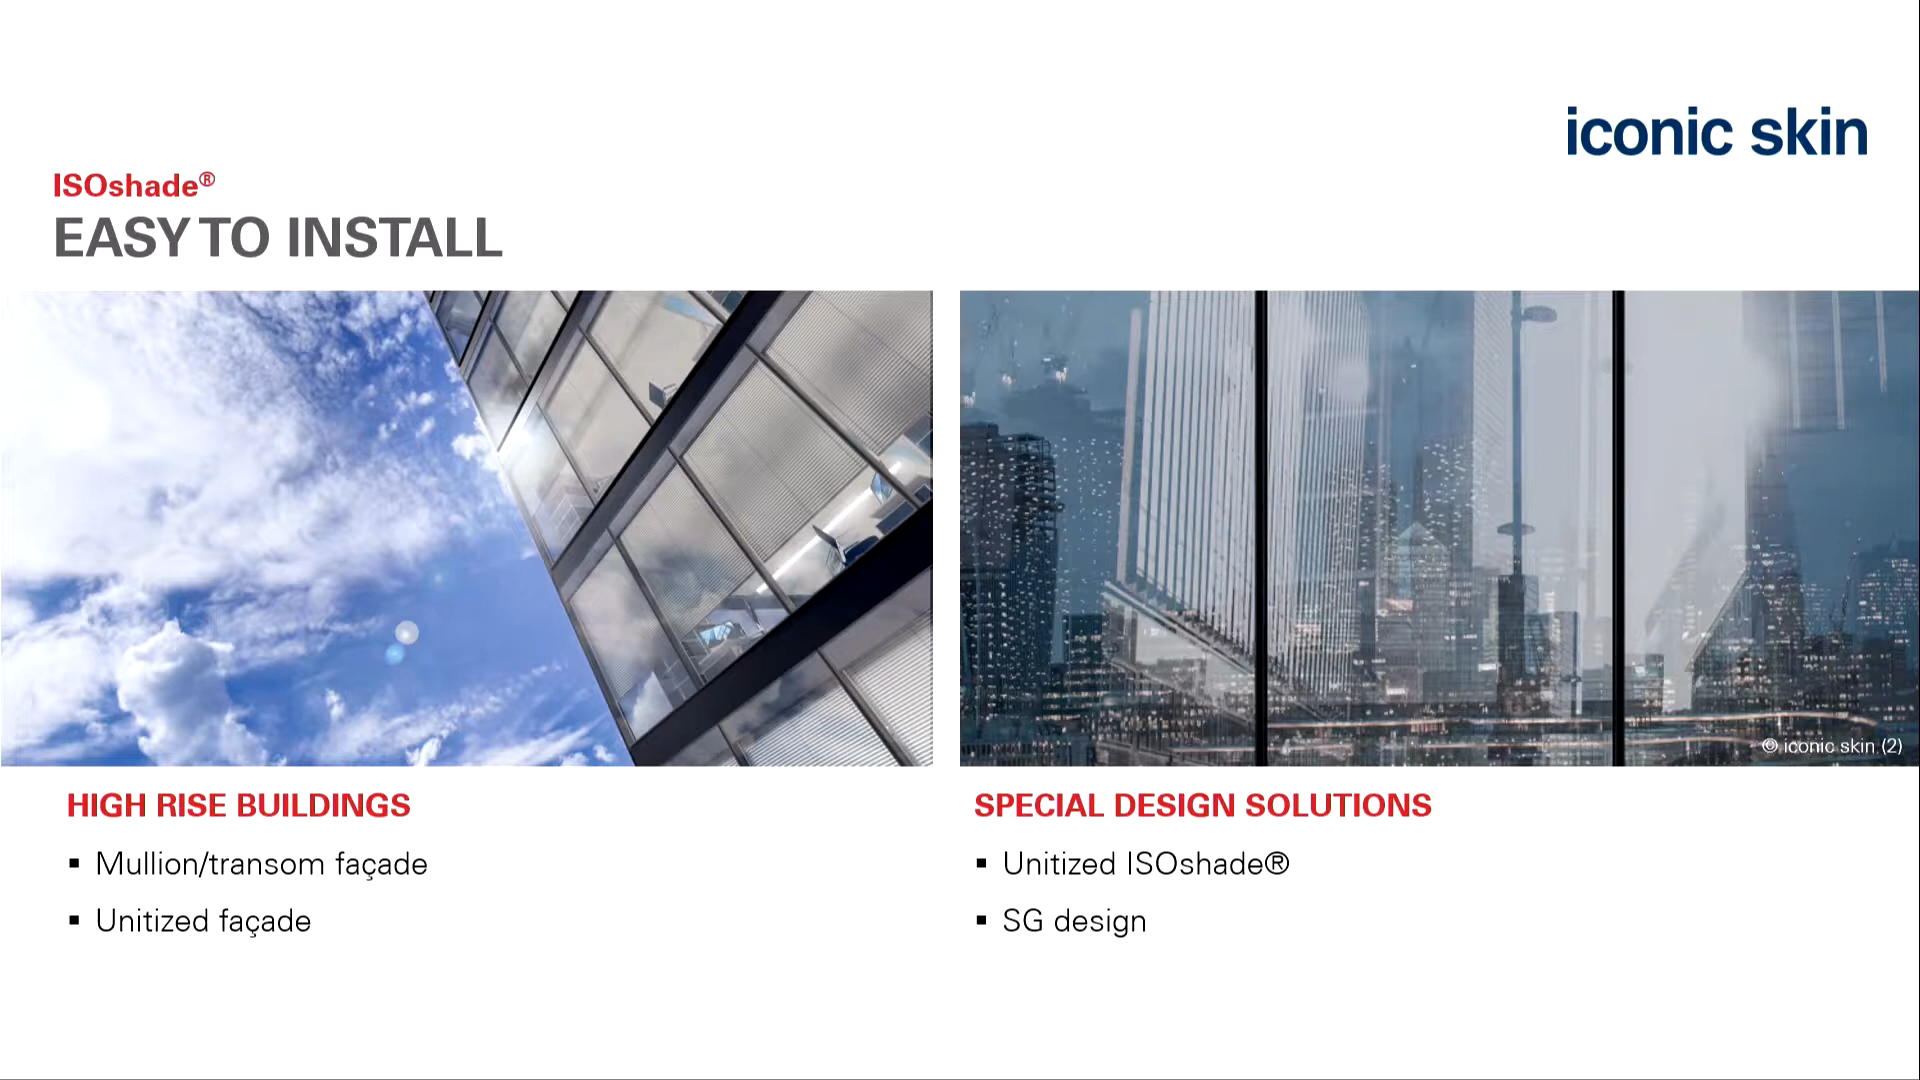 iconic skin
ISOshade®
EASY TO INSTALL
© iconic skin (2)
HIGH RISE BUILDINGS
▪ Mullion/transom façade
▪ Unitized façade
SPECIAL DESIGN SOLUTIONS
▪ Unitized ISOshade®
▪ SG design